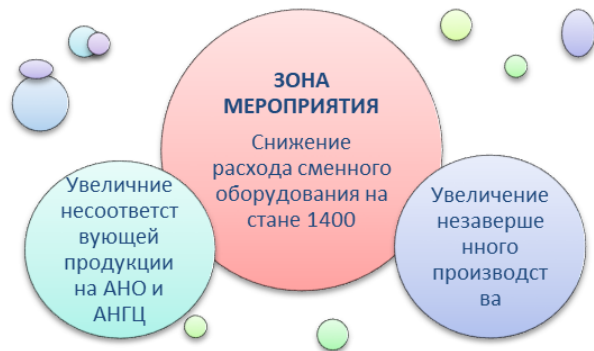 ЗОНА
МЕРОПРИЯТИЯ
Снижение
расхода сменного
оборудования на
стане 1400
Увеличние
несоответст
вующей
продукции
на АНО и
АНГЦ
Увеличение
незаверше
нного
производст
ва